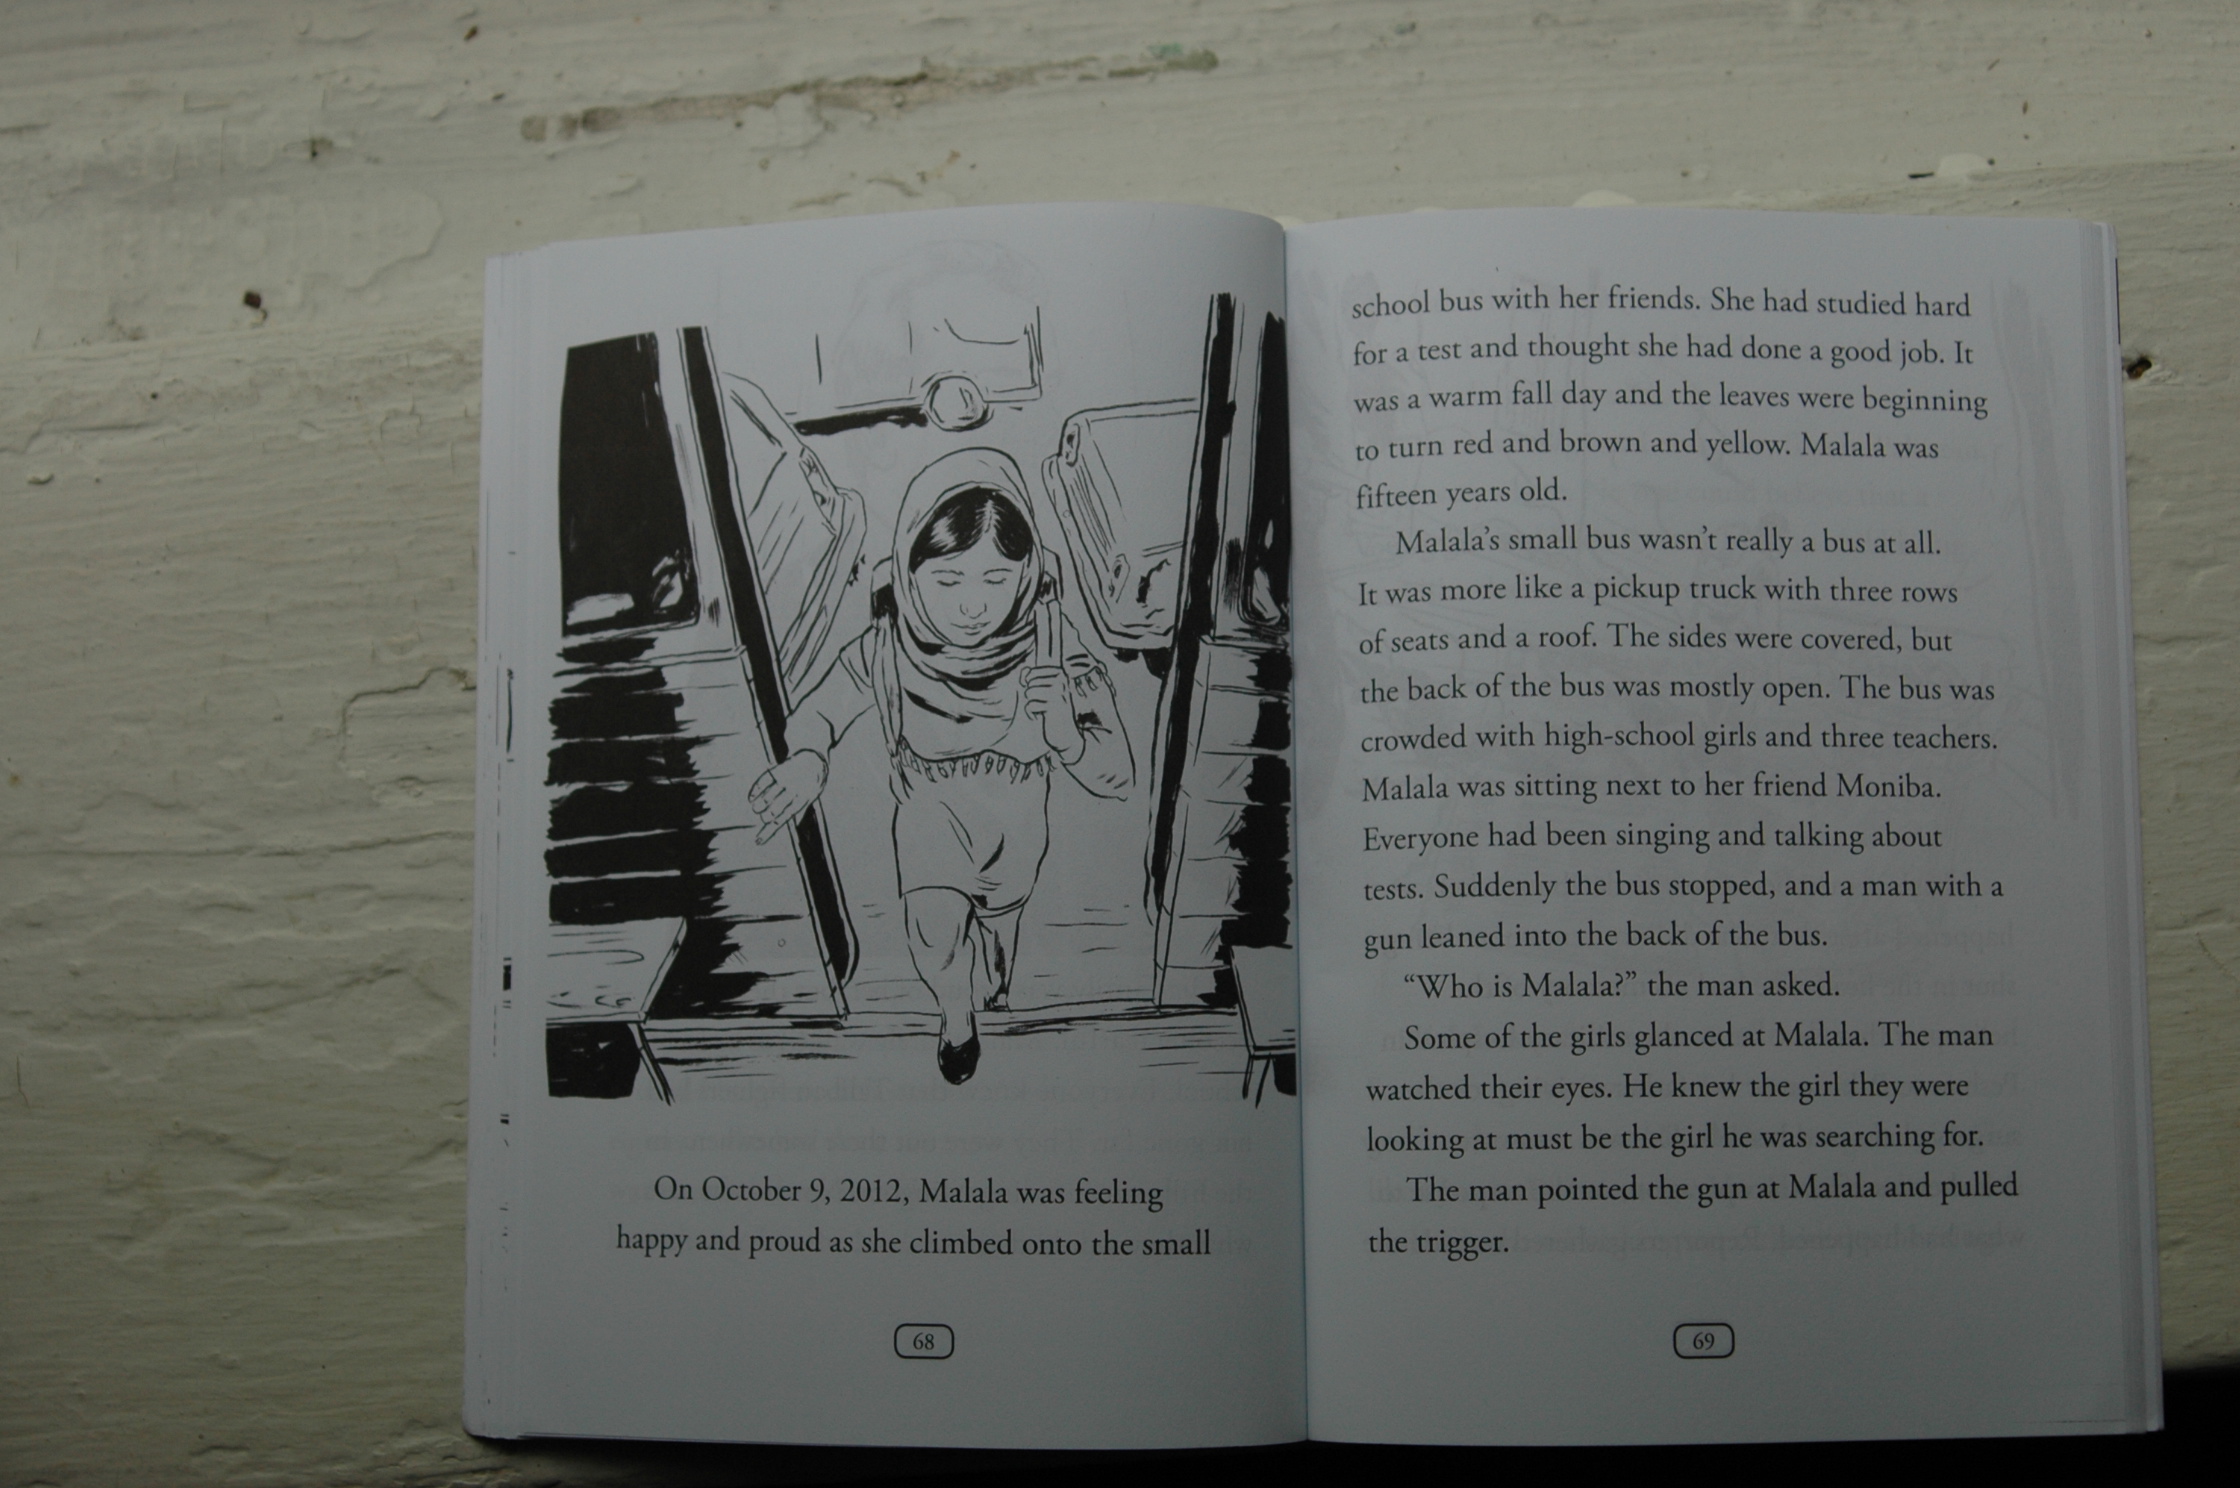 On October 9, 2012, Malala was feeling
happy and proud as she climbed onto the small
68
school bus with her friends. She had studied hard
for a test and thought she had done a good job. It
was a warm fall day and the leaves were beginning
to turn red and brown and yellow. Malala was
fifteen years old.
Malala’s small bus wasn’t really a bus at all.
It was more like a pickup truck with three rows
of seats and a roof. The sides were covered, but
the back of the bus was mostly open. The bus was
crowded with high-school girls and three teachers.
Malala was sitting next to her friend Moniba.
Everyone had been singing and talking about
tests. Suddenly the bus stopped, and a man with a
gun leaned into the back of the bus.
“Who is Malala?” the man asked.
Some of the girls glanced at Malala. The man
watched their eyes. He knew the girl they were
looking at must be the girl he was searching for.
The man pointed the gun at Malala and pulled
the trigger.
69